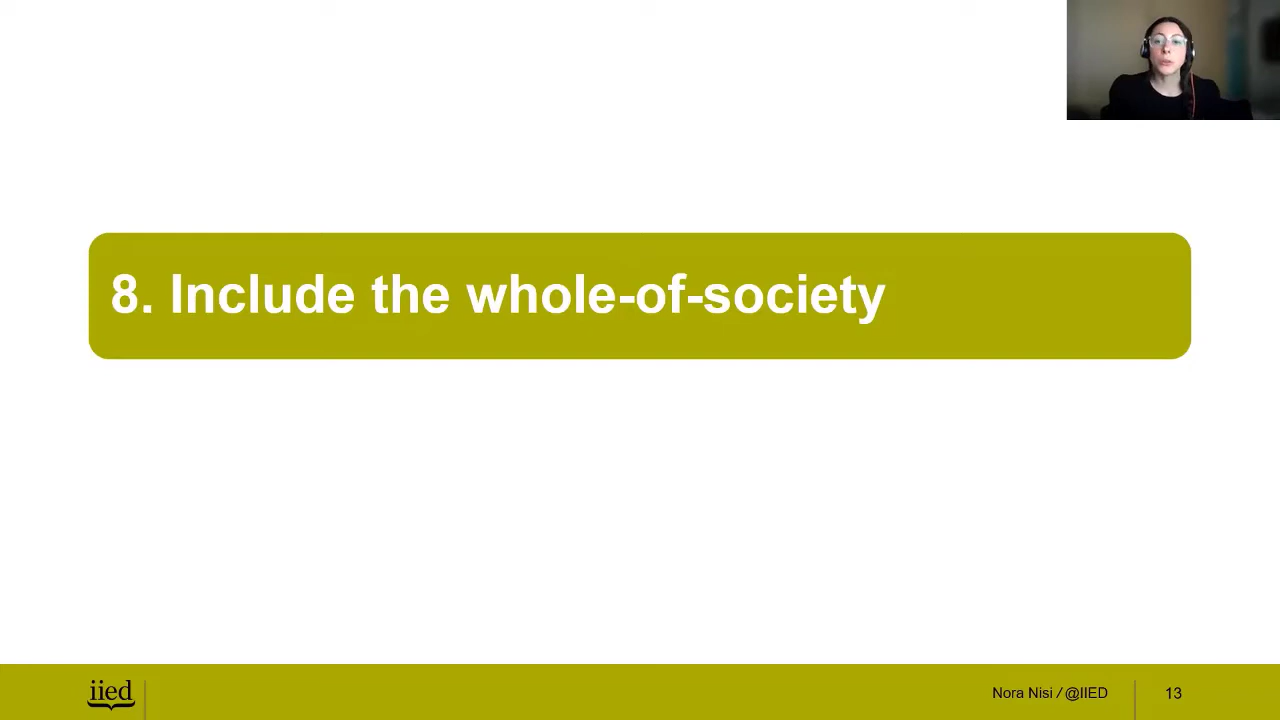 8. Include the whole-of-society
iied
Nora Nisi / @IIED
13